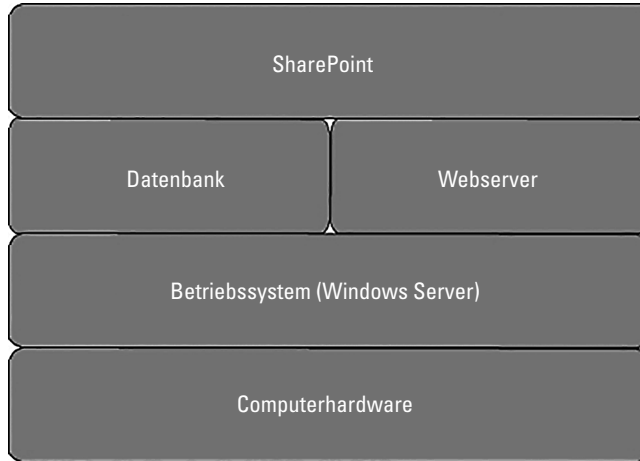 SharePoint
Datenbank
Webserver
Betriebssystem (Windows Server)
Computerhardware